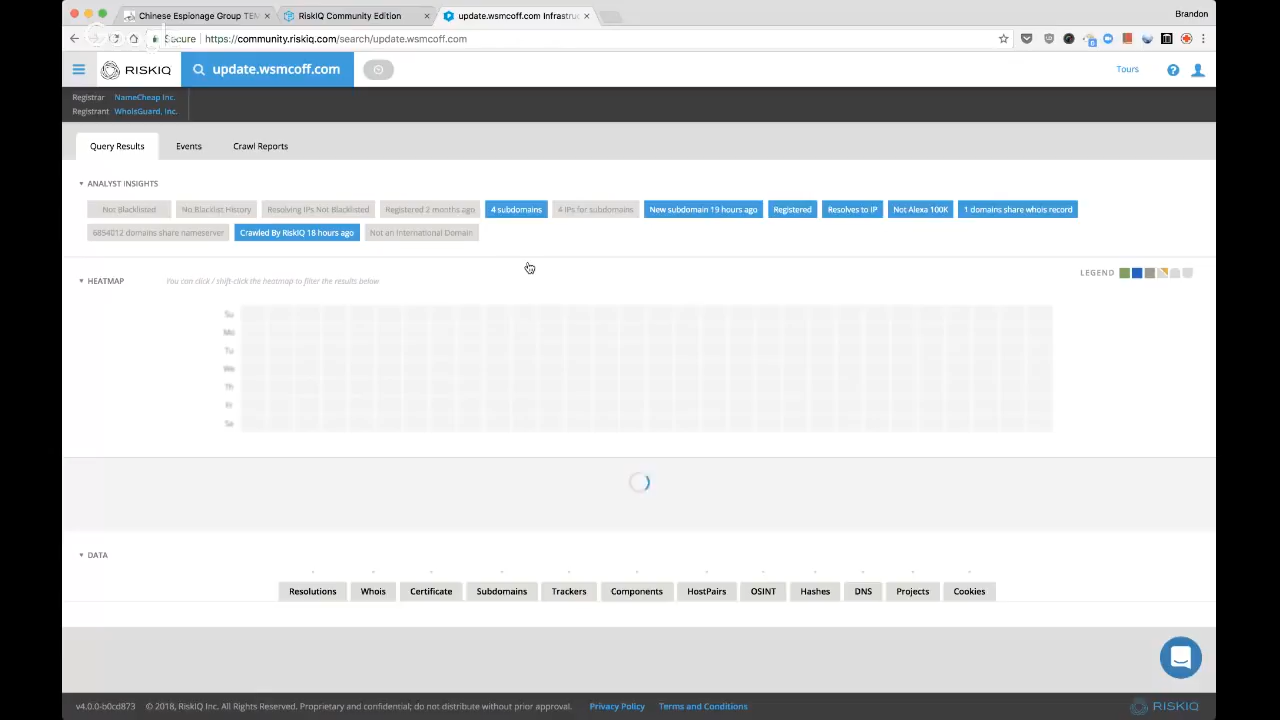 Chinese Espionage Group TEM
RiskIQ Community Edition
update.wsmcoff.com Infrastru
Brandon
Secure https://community.riskiq.com/search/update.wsmcoff.com
RISKIQ
update.wsmcoff.com
Tours
Registrar NameCheap Inc.
Registrant WhoisGuard, Inc.
Query Results Events Crawl Reports
ANALYST INSIGHTS
Not Blacklisted No Blacklist History Resolving IPs Not Blacklisted Registered 2 months ago 4 subdomains 4 IPs for subdomains New subdomain 19 hours ago Registered Resolves to IP Not Alexa 100K 1 domains share whois record
6854012 domains share nameserver Crawled By RiskIQ 18 hours ago Not an International Domain
HEATMAP You can click / shift-click the heatmap to filter the results below LEGEND
Su
Mo
Tu
We
Th
Fr
Sa
DATA
Resolutions Whois Certificate Subdomains Trackers Components HostPairs OSINT Hashes DNS Projects Cookies
v4.0.0-b0cd873 © 2018, RiskIQ Inc. All Rights Reserved. Proprietary and confidential; do not distribute without prior approval. Privacy Policy Terms and Conditions RISKIQ